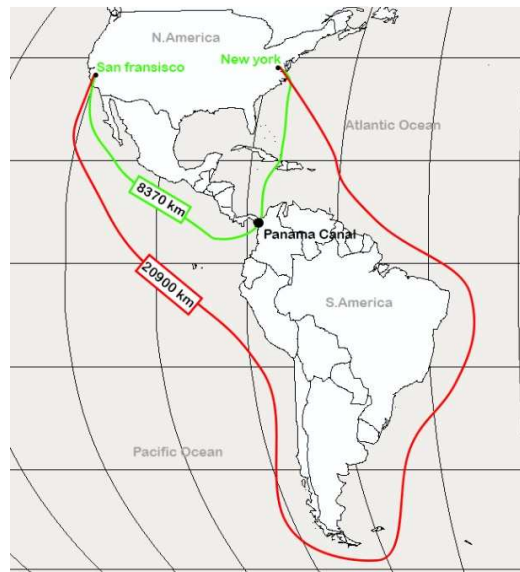 N.America
San fransisco
New york
Atlantic Ocean
8370 km
Panama Canal
20900 km
S.America
Pacific Ocean